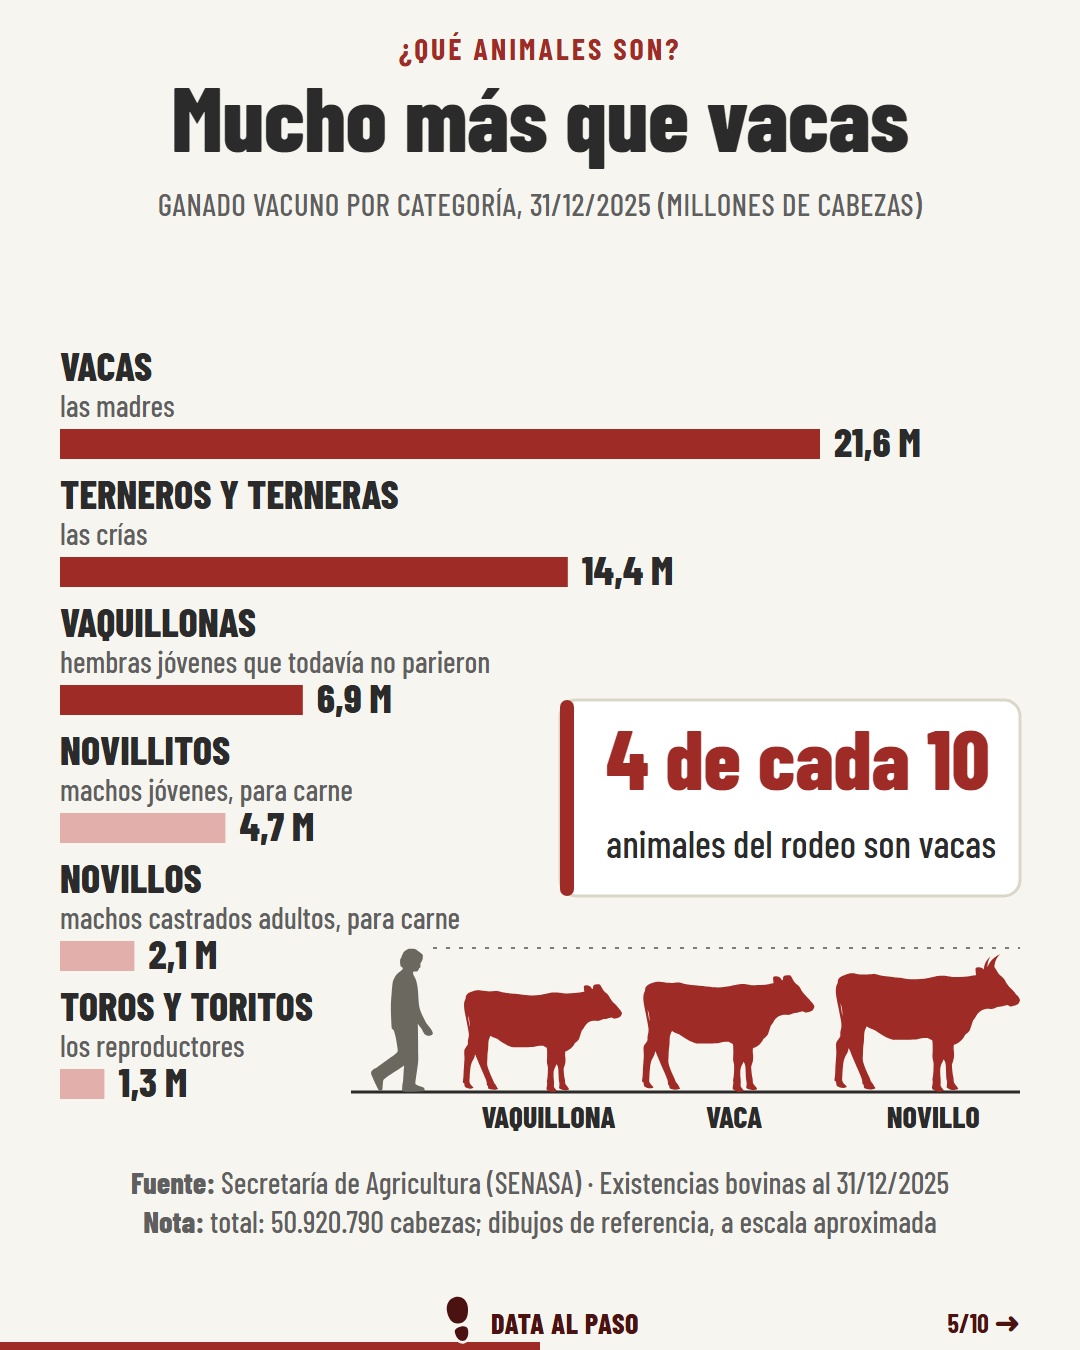 ¿QUÉ ANIMALES SON?
Mucho más que vacas
GANADO VACUNO POR CATEGORÍA, 31/12/2025 (MILLONES DE CABEZAS)
VACAS
las madres
21,6 M
TERNEROS Y TERNERAS
las crías
14,4 M
VAQUILLONAS
hembras jóvenes que todavía no parieron
6,9 M
NOVILLITOS
machos jóvenes, para carne
4,7 M
NOVILLOS
machos castrados adultos, para carne
2,1 M
TOROS Y TORITOS
los reproductores
1,3 M
4 de cada 10
animales del rodeo son vacas
VAQUILLONA
VACA
NOVILLO
Fuente: Secretaría de Agricultura (SENASA) · Existencias bovinas al 31/12/2025
Nota: total: 50.920.790 cabezas; dibujos de referencia, a escala aproximada
DATA AL PASO
5/10 →